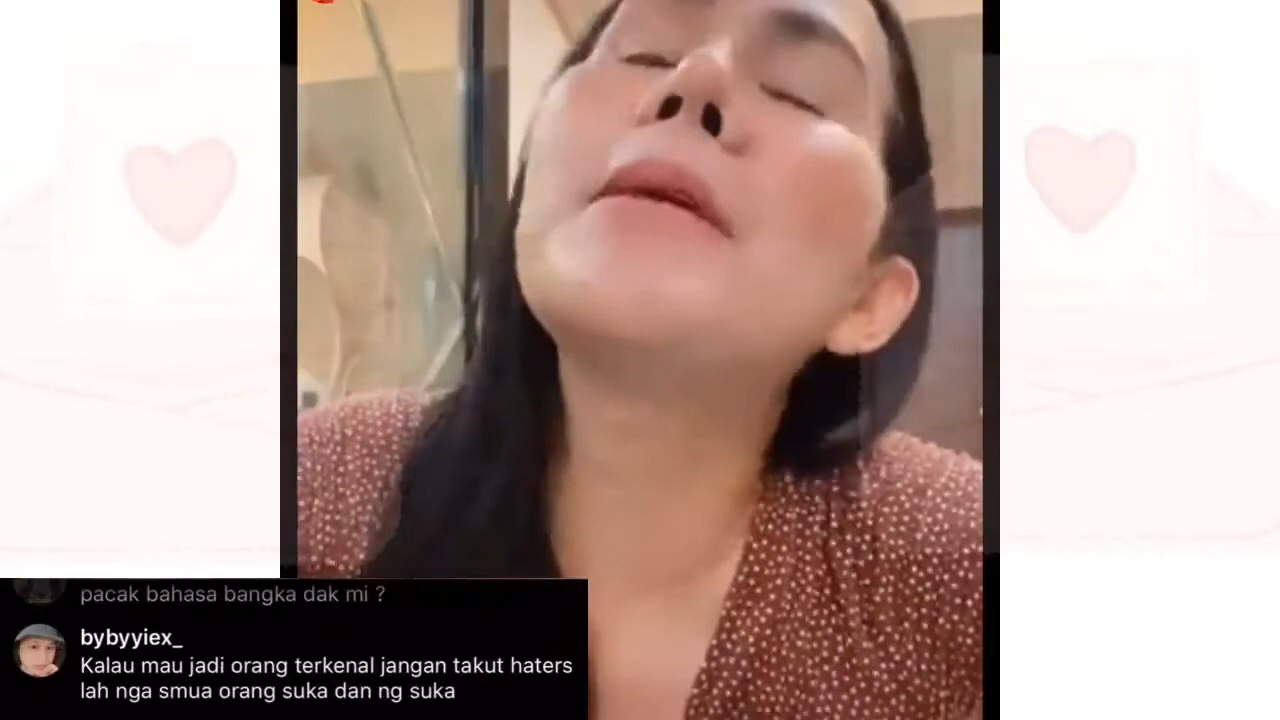 pacak bahasa bangka dak mi ?
bybyyiex_
Kalau mau jadi orang terkenal jangan takut haters
lah nga smua orang suka dan ng suka